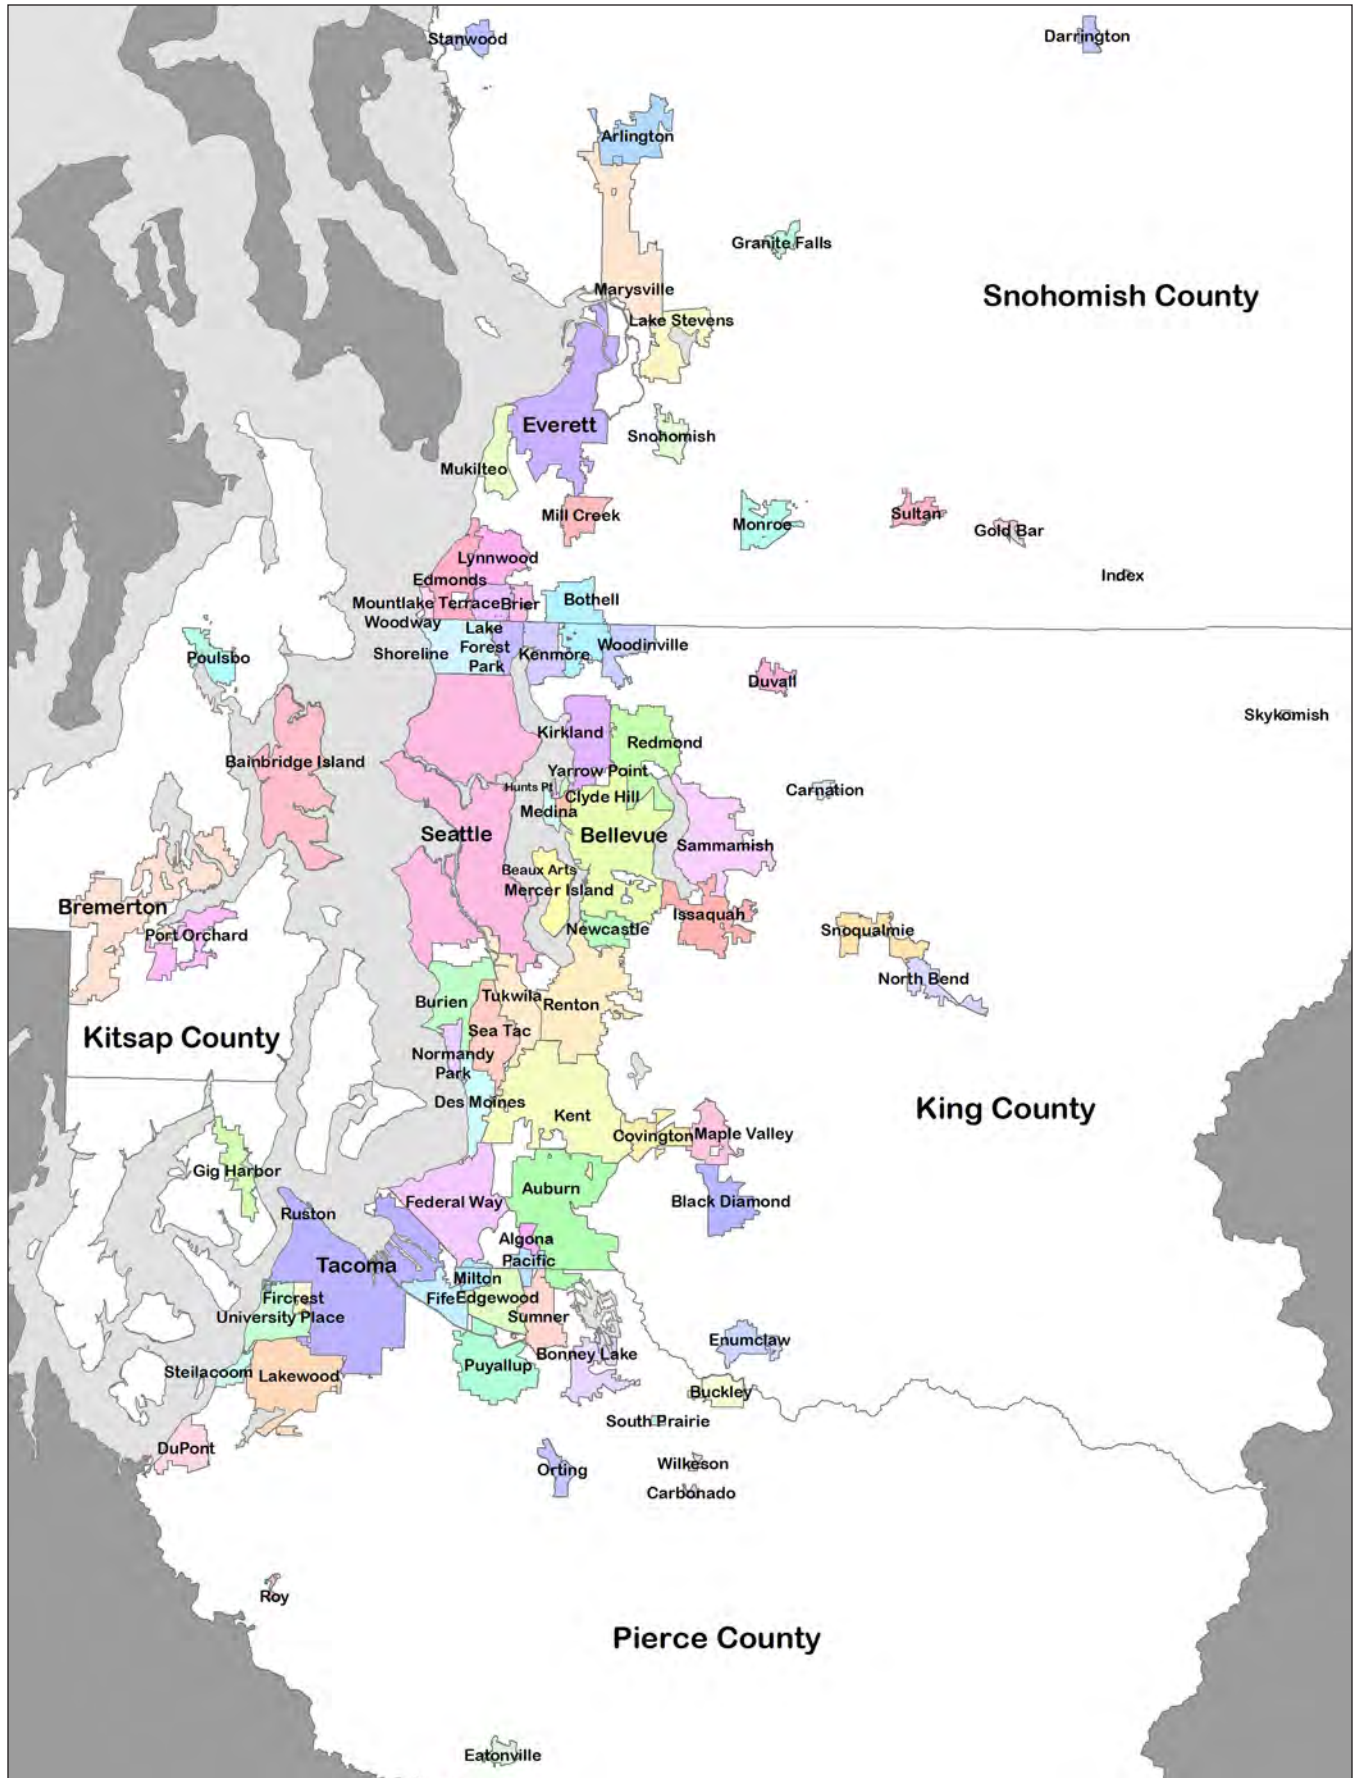 Stanwood
Darrington
Arlington
Granite Falls
Snohomish County
Marysville
Lake Stevens
Everett
Snohomish
Mukilteo
Mill Creek
Monroe
Sultan
Gold Bar
Lynnwood
Edmonds
Index
Mountlake Terrace
Brier
Bothell
Woodway
Lake
Forest
Park
Shoreline
Kenmore
Woodinville
Poulsbo
Duvall
Skykomish
Kirkland
Redmond
Bainbridge Island
Yarrow Point
Hunts Pt
Clyde Hill
Carnation
Medina
Seattle
Bellevue
Sammamish
Beaux Arts
Mercer Island
Bremerton
Port Orchard
Issaquah
Newcastle
Snoqualmie
North Bend
Burien
Tukwila
Renton
Kitsap County
Sea Tac
Normandy
Park
Des Moines
King County
Kent
Covington
Maple Valley
Gig Harbor
Auburn
Federal Way
Black Diamond
Ruston
Algona
Tacoma
Pacific
Milton
Fircrest
Fife
Edgewood
University Place
Sumner
Enumclaw
Bonney Lake
Puyallup
Steilacoom
Lakewood
Buckley
South Prairie
DuPont
Orting
Wilkeson
Carbonado
Roy
Pierce County
Eatonville